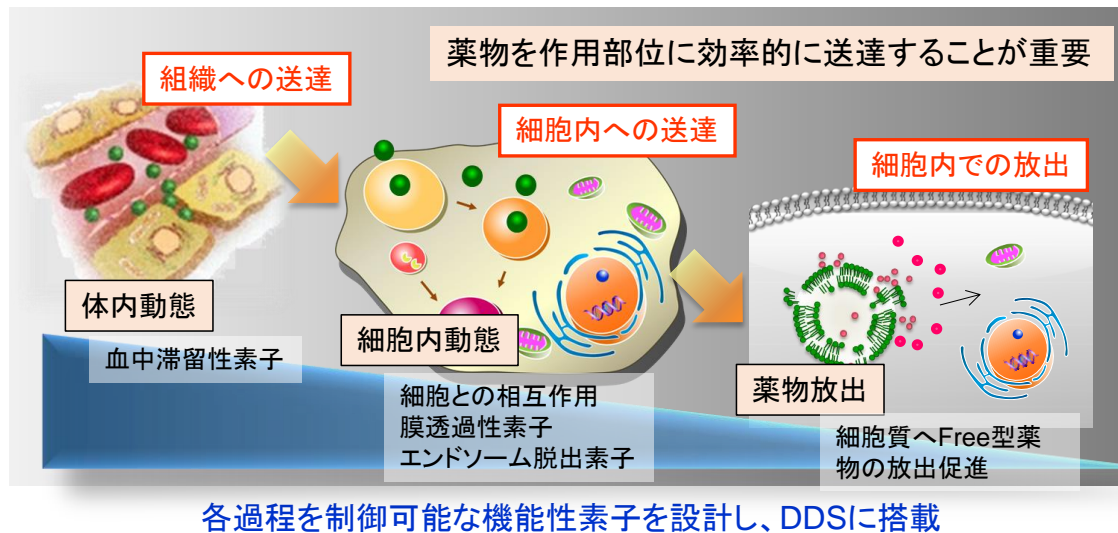 薬物を作用部位に効率的に送達することが重要
組織への送達
細胞内への送達
細胞内での放出
体内動態
血中滞留性素子
細胞内動態
細胞との相互作用
膜透過性素子
エンドソーム脱出素子
薬物放出
細胞質へFree型薬
物の放出促進
各過程を制御可能な機能性素子を設計し、DDSに搭載